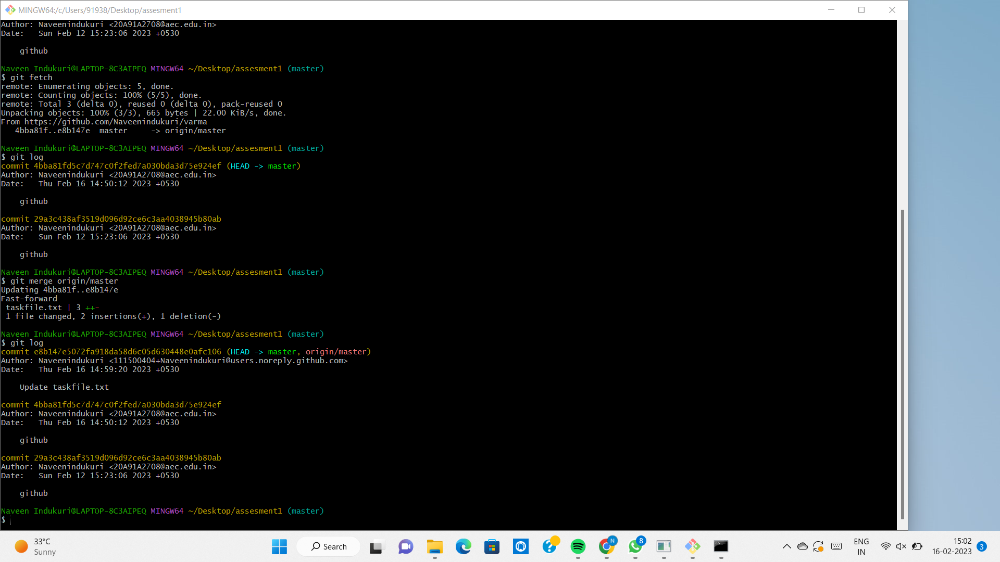 MINGW64:/c/Users/91938/Desktop/assesment1
Author: Naveenindukuri <20A91A2708@aec.edu.in>
Date:   Sun Feb 12 15:23:06 2023 +0530
    github
Naveen Indukuri@LAPTOP-8C3AIPEQ MINGW64 ~/Desktop/assesment1 (master)
$ git fetch
remote: Enumerating objects: 5, done.
remote: Counting objects: 100% (5/5), done.
remote: Total 3 (delta 0), reused 0 (delta 0), pack-reused 0
Unpacking objects: 100% (3/3), 665 bytes | 22.00 KiB/s, done.
From https://github.com/Naveenindukuri/varma
   4bba81f..e8b147e  master     -> origin/master
Naveen Indukuri@LAPTOP-8C3AIPEQ MINGW64 ~/Desktop/assesment1 (master)
$ git log
commit 4bba81fd5c7d747c0f2fed7a030bda3d75e924ef (HEAD -> master)
Author: Naveenindukuri <20A91A2708@aec.edu.in>
Date:   Thu Feb 16 14:50:12 2023 +0530
    github
commit 29a3c438af3519d096d92ce6c3aa4038945b80ab
Author: Naveenindukuri <20A91A2708@aec.edu.in>
Date:   Sun Feb 12 15:23:06 2023 +0530
    github
Naveen Indukuri@LAPTOP-8C3AIPEQ MINGW64 ~/Desktop/assesment1 (master)
$ git merge origin/master
Updating 4bba81f..e8b147e
Fast-forward
 taskfile.txt | 3 ++-
 1 file changed, 2 insertions(+), 1 deletion(-)
Naveen Indukuri@LAPTOP-8C3AIPEQ MINGW64 ~/Desktop/assesment1 (master)
$ git log
commit e8b147e5072fa918da58d6c05d630448e0afc106 (HEAD -> master, origin/master)
Author: Naveenindukuri <111500404+Naveenindukuri@users.noreply.github.com>
Date:   Thu Feb 16 14:59:20 2023 +0530
    Update taskfile.txt
commit 4bba81fd5c7d747c0f2fed7a030bda3d75e924ef
Author: Naveenindukuri <20A91A2708@aec.edu.in>
Date:   Thu Feb 16 14:50:12 2023 +0530
    github
commit 29a3c438af3519d096d92ce6c3aa4038945b80ab
Author: Naveenindukuri <20A91A2708@aec.edu.in>
Date:   Sun Feb 12 15:23:06 2023 +0530
    github
Naveen Indukuri@LAPTOP-8C3AIPEQ MINGW64 ~/Desktop/assesment1 (master)
$
33°C
Sunny
Search
N
8
ENG
IN
15:02
16-02-2023
3